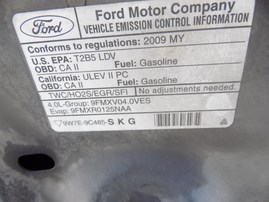 Ford
Ford Motor Company
VEHICLE EMISSION CONTROL INFORMATION
Conforms to regulations: 2009 MY
U.S. EPA: T2B5 LDV
OBD: CA II Fuel: Gasoline
California: ULEV II PC
OBD: CA II Fuel: Gasoline
TWC/HO2S/EGR/SFI No adjustments needed.
4.0L-Group: 9FMXV04.0VES
Evap: 9FMXR0125NAA
9W7E-9C485-S K G